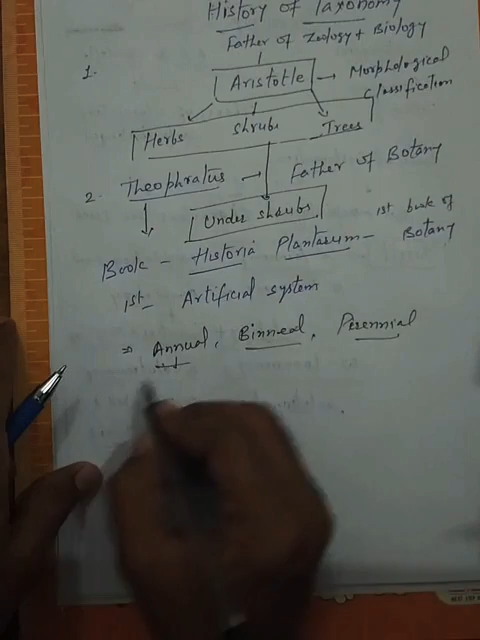 History of Taxonomy
Father of Zoology + Biology
1. Aristotle → Morphological
classification
Herbs shrubs Trees
2. Theophratus → Father of Botany
Under shrubs
Book - Historia Plantarum - 1st book of
Botany
1st - Artificial system
⇒ Annual, Binneal, Perennial